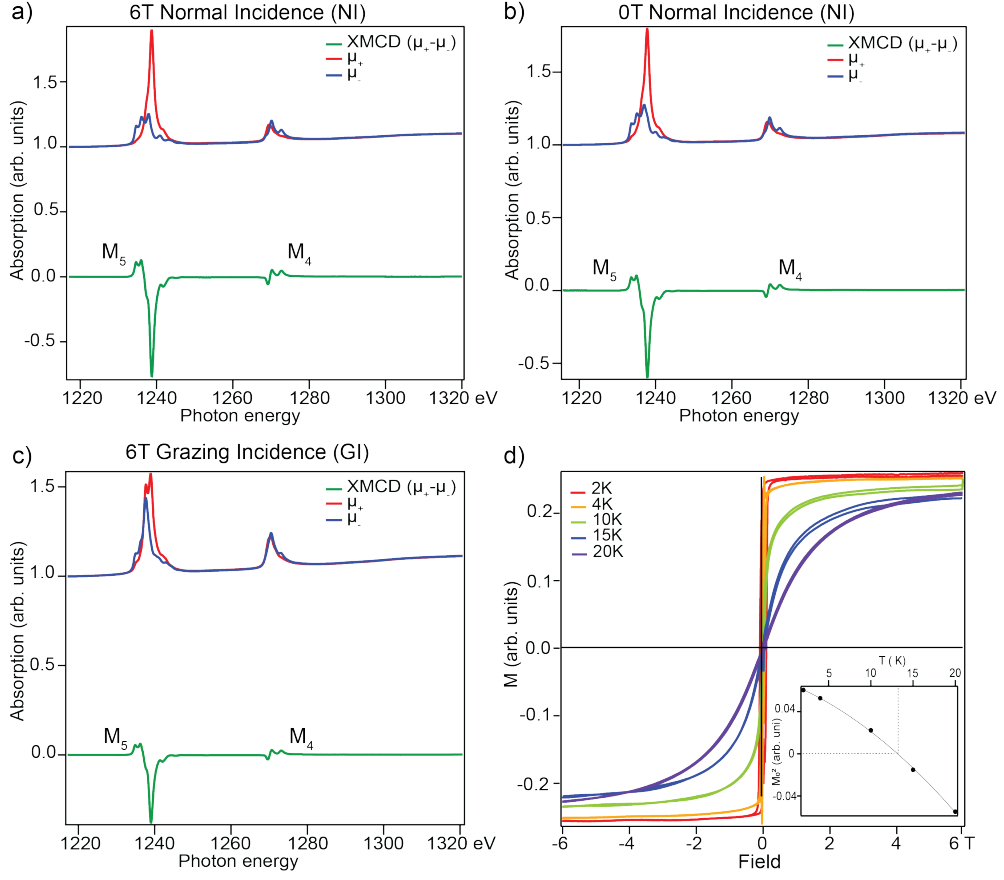 a)
6T Normal Incidence (NI)
XMCD (μ₊-μ₋)
μ₊
μ₋
1.5
1.0
0.5
0.0
-0.5
Absorption (arb. units)
M₅
M₄
1220 1240 1260 1280 1300 1320 eV
Photon energy
b)
0T Normal Incidence (NI)
XMCD (μ₊-μ₋)
μ₊
μ₋
1.5
1.0
0.5
0.0
-0.5
Absorption (arb. units)
M₅
M₄
1220 1240 1260 1280 1300 1320 eV
Photon energy
c)
6T Grazing Incidence (GI)
XMCD (μ₊-μ₋)
μ₊
μ₋
1.5
1.0
0.5
0.0
Absorption (arb. units)
M₅
M₄
1220 1240 1260 1280 1300 1320 eV
Photon energy
d)
2K
4K
10K
15K
20K
0.2
0.1
0.0
-0.1
-0.2
M (arb. units)
-6 -4 -2 0 2 4 6 T
Field
T ( K)
4 10 20
0.04
0
-0.04
M₀² (arb. uni)